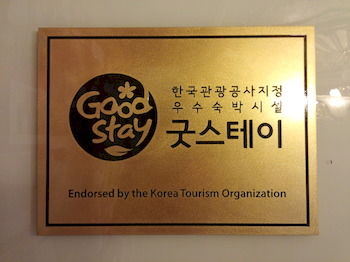 Good
Stay
한국관광공사지정
우수숙박시설
굿스테이
Endorsed by the Korea Tourism Organization